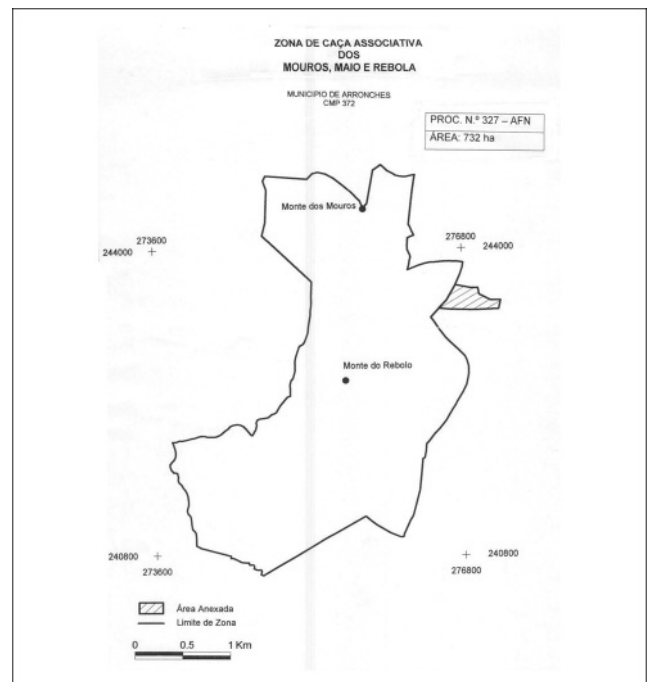 ZONA DE CAÇA ASSOCIATIVA
DOS
MOUROS, MAIO E REBOLA
MUNICIPIO DE ARRONCHES
CMP 372
PROC. N.º 327 – AFN
ÁREA: 732 ha
Monte dos Mouros
273600
244000
276800
244000
Monte do Rebolo
240800
273600
240800
276800
Área Anexada
Limite de Zona
0 0.5 1 Km